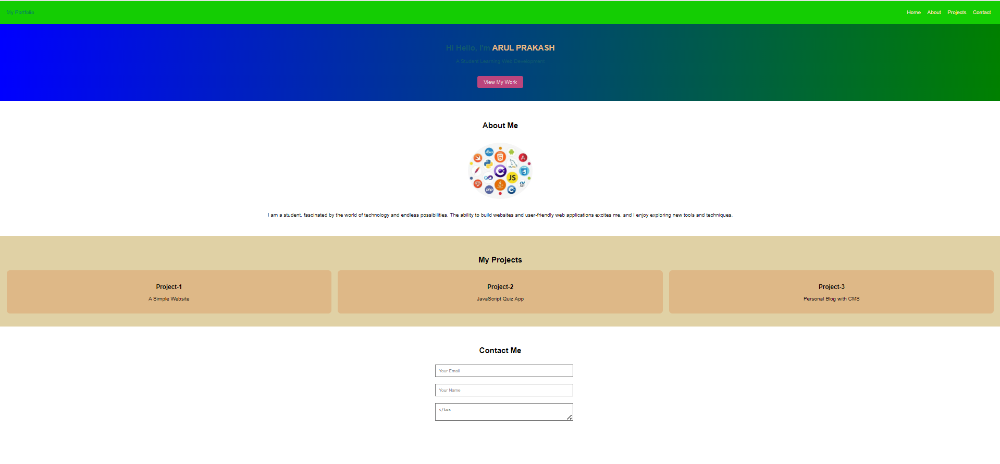 My Portfolio
Home About Projects Contact
Hi Hello, I'm ARUL PRAKASH
A Student Learning Web Development
View My Work
About Me
JS
php
I am a student, fascinated by the world of technology and endless possibilities. The ability to build websites and user-friendly web applications excites me, and I enjoy exploring new tools and techniques.
My Projects
Project-1
A Simple Website
Project-2
JavaScript Quiz App
Project-3
Personal Blog with CMS
Contact Me
Your Email
Your Name
</tex